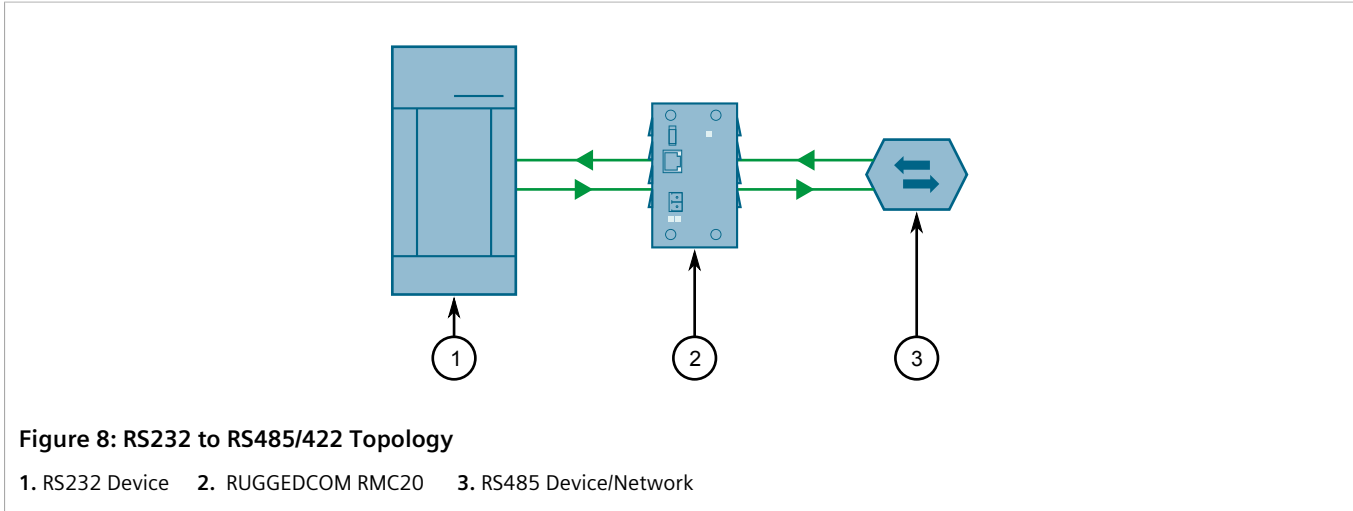 1
2
3
Figure 8: RS232 to RS485/422 Topology
1. RS232 Device 2. RUGGEDCOM RMC20 3. RS485 Device/Network